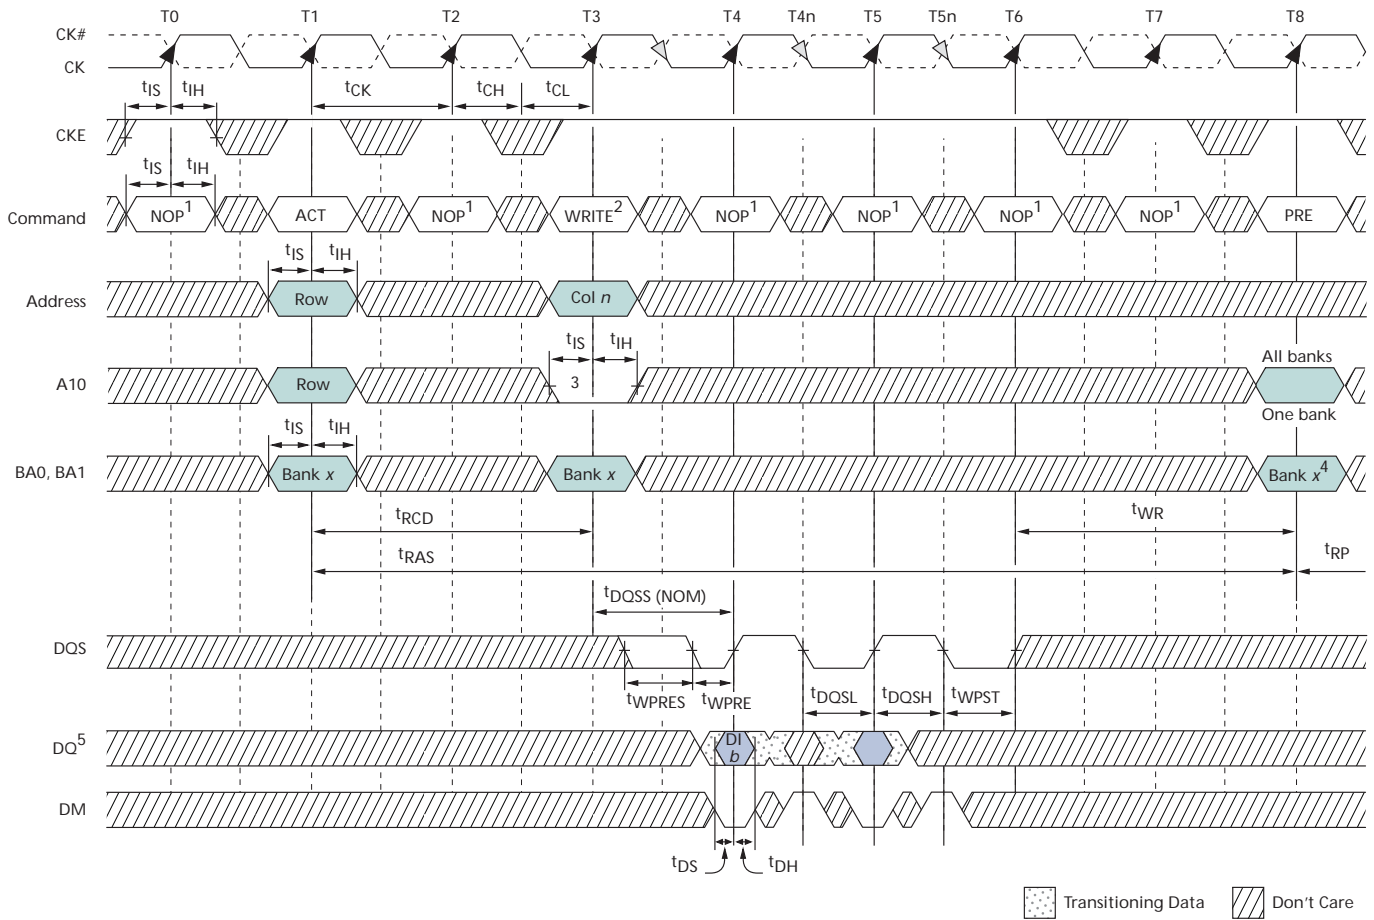 T0 T1 T2 T3 T4 T4n T5 T5n T6 T7 T8
CK#
CK
tIS tIH tCK tCH tCL
CKE
tIS tIH
Command NOP1 ACT NOP1 WRITE2 NOP1 NOP1 NOP1 NOP1 PRE
tIS tIH
Address Row Col n
tIS tIH
All banks
A10 Row 3
One bank
tIS tIH
BA0, BA1 Bank x Bank x Bank x4
tRCD tWR
tRAS tRP
tDQSS (NOM)
DQS
tWPRES tWPRE tDQSL tDQSH tWPST
DQ5 DI
b
DM
tDS tDH
Transitioning Data Don't Care